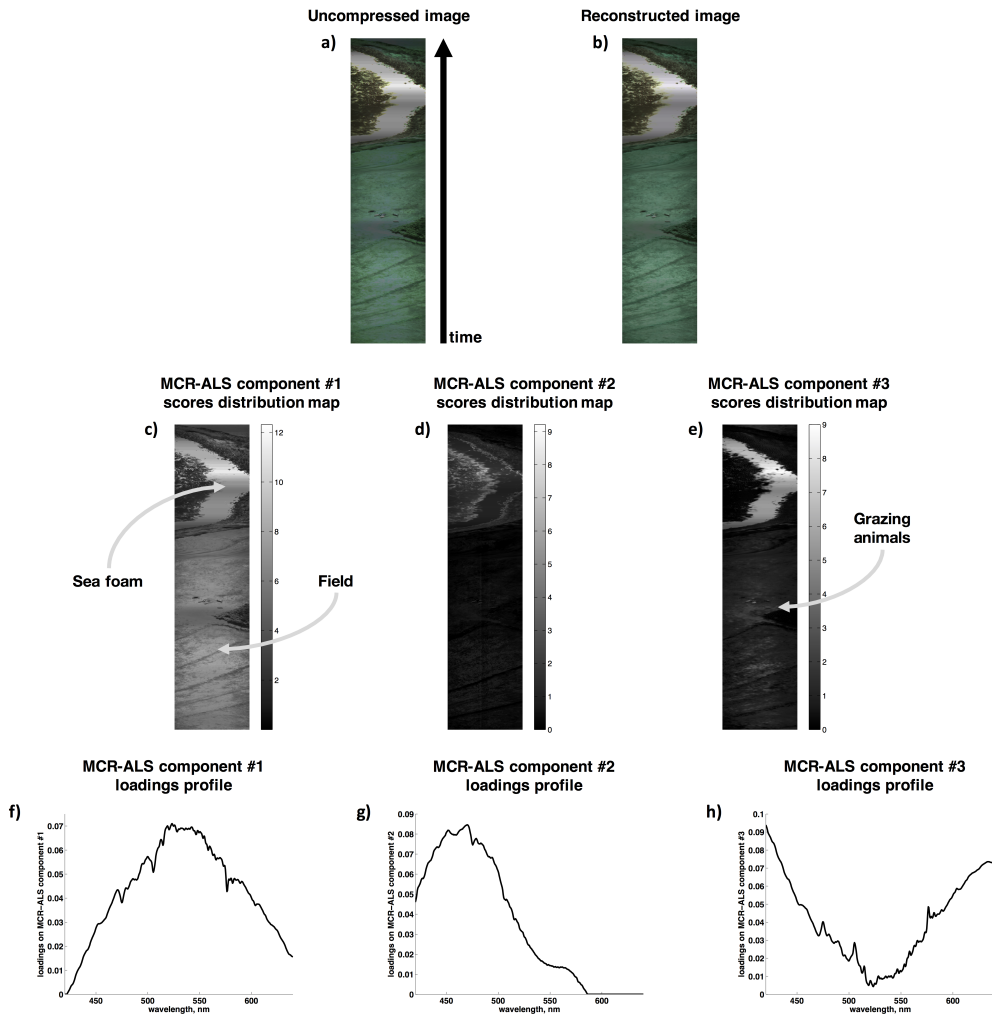 Uncompressed image
Reconstructed image
a)
b)
time
MCR-ALS component #1
scores distribution map
MCR-ALS component #2
scores distribution map
MCR-ALS component #3
scores distribution map
c)
d)
e)
12
10
8
6
4
2
9
8
7
6
5
4
3
2
1
0
9
8
7
6
5
4
3
2
1
0
Sea foam
Field
Grazing
animals
MCR-ALS component #1
loadings profile
MCR-ALS component #2
loadings profile
MCR-ALS component #3
loadings profile
f)
g)
h)
loadings on MCR-ALS component #1
0.07
0.06
0.05
0.04
0.03
0.02
0.01
0
450
500
550
600
wavelength, nm
loadings on MCR-ALS component #2
0.09
0.08
0.07
0.06
0.05
0.04
0.03
0.02
0.01
0
450
500
550
600
wavelength, nm
loadings on MCR-ALS component #3
0.1
0.09
0.08
0.07
0.06
0.05
0.04
0.03
0.02
0.01
0
450
500
550
600
wavelength, nm